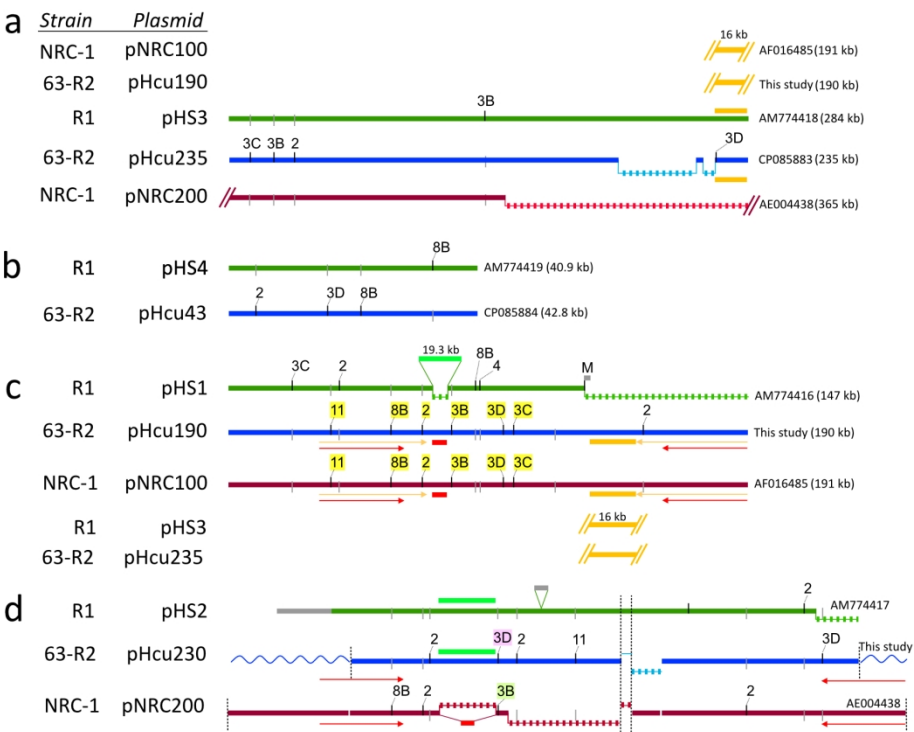 Strain Plasmid
a
NRC-1 pNRC100 16 kb AF016485 (191 kb)
63-R2 pHcu190 This study (190 kb)
R1 pHS3 3B AM774418 (284 kb)
63-R2 pHcu235 3C 3B 2 3D CP085883 (235 kb)
NRC-1 pNRC200 AE004438 (365 kb)
b
R1 pHS4 8B AM774419 (40.9 kb)
63-R2 pHcu43 2 3D 8B CP085884 (42.8 kb)
c
19.3 kb
R1 pHS1 3C 2 8B 4 M AM774416 (147 kb)
63-R2 pHcu190 11 8B 2 3B 3D 3C 2 This study (190 kb)
NRC-1 pNRC100 11 8B 2 3B 3D 3C AF016485 (191 kb)
R1 pHS3 16 kb
63-R2 pHcu235
d
R1 pHS2 2 AM774417
63-R2 pHcu230 2 3D 2 11 3D This study
NRC-1 pNRC200 8B 2 3B 2 AE004438